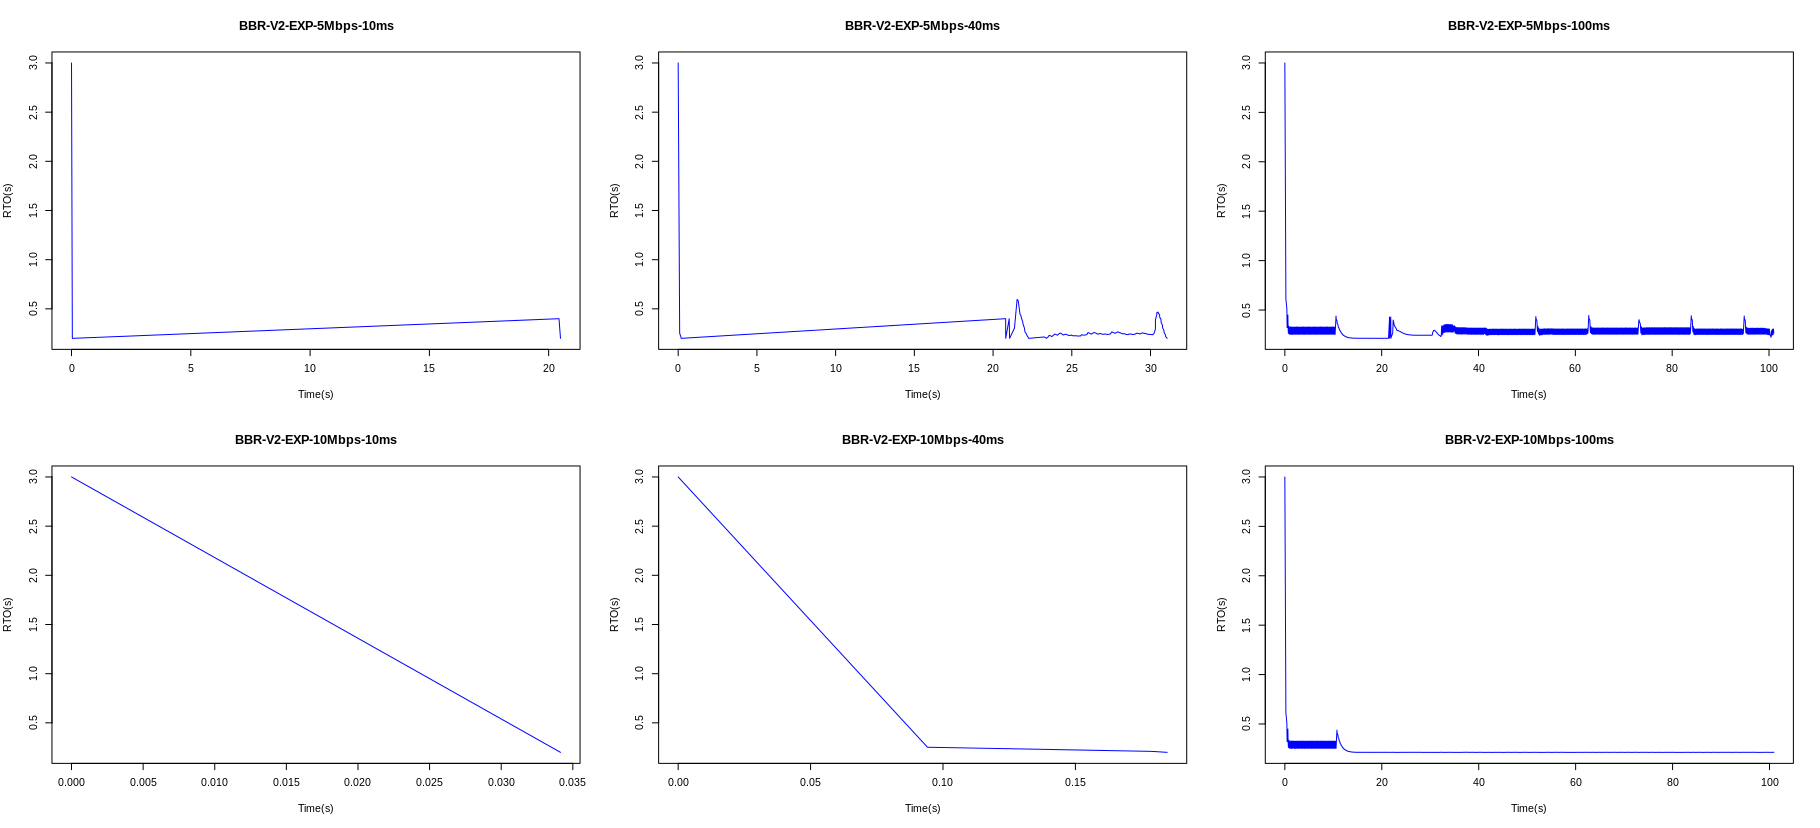 BBR-V2-EXP-5Mbps-10ms
3.0
2.5
2.0
1.5
1.0
0.5
RTO(s)
0 5 10 15 20
Time(s)
BBR-V2-EXP-5Mbps-40ms
3.0
2.5
2.0
1.5
1.0
0.5
RTO(s)
0 5 10 15 20 25 30
Time(s)
BBR-V2-EXP-5Mbps-100ms
3.0
2.5
2.0
1.5
1.0
0.5
RTO(s)
0 20 40 60 80 100
Time(s)
BBR-V2-EXP-10Mbps-10ms
3.0
2.5
2.0
1.5
1.0
0.5
RTO(s)
0.000 0.005 0.010 0.015 0.020 0.025 0.030 0.035
Time(s)
BBR-V2-EXP-10Mbps-40ms
3.0
2.5
2.0
1.5
1.0
0.5
RTO(s)
0.00 0.05 0.10 0.15
Time(s)
BBR-V2-EXP-10Mbps-100ms
3.0
2.5
2.0
1.5
1.0
0.5
RTO(s)
0 20 40 60 80 100
Time(s)